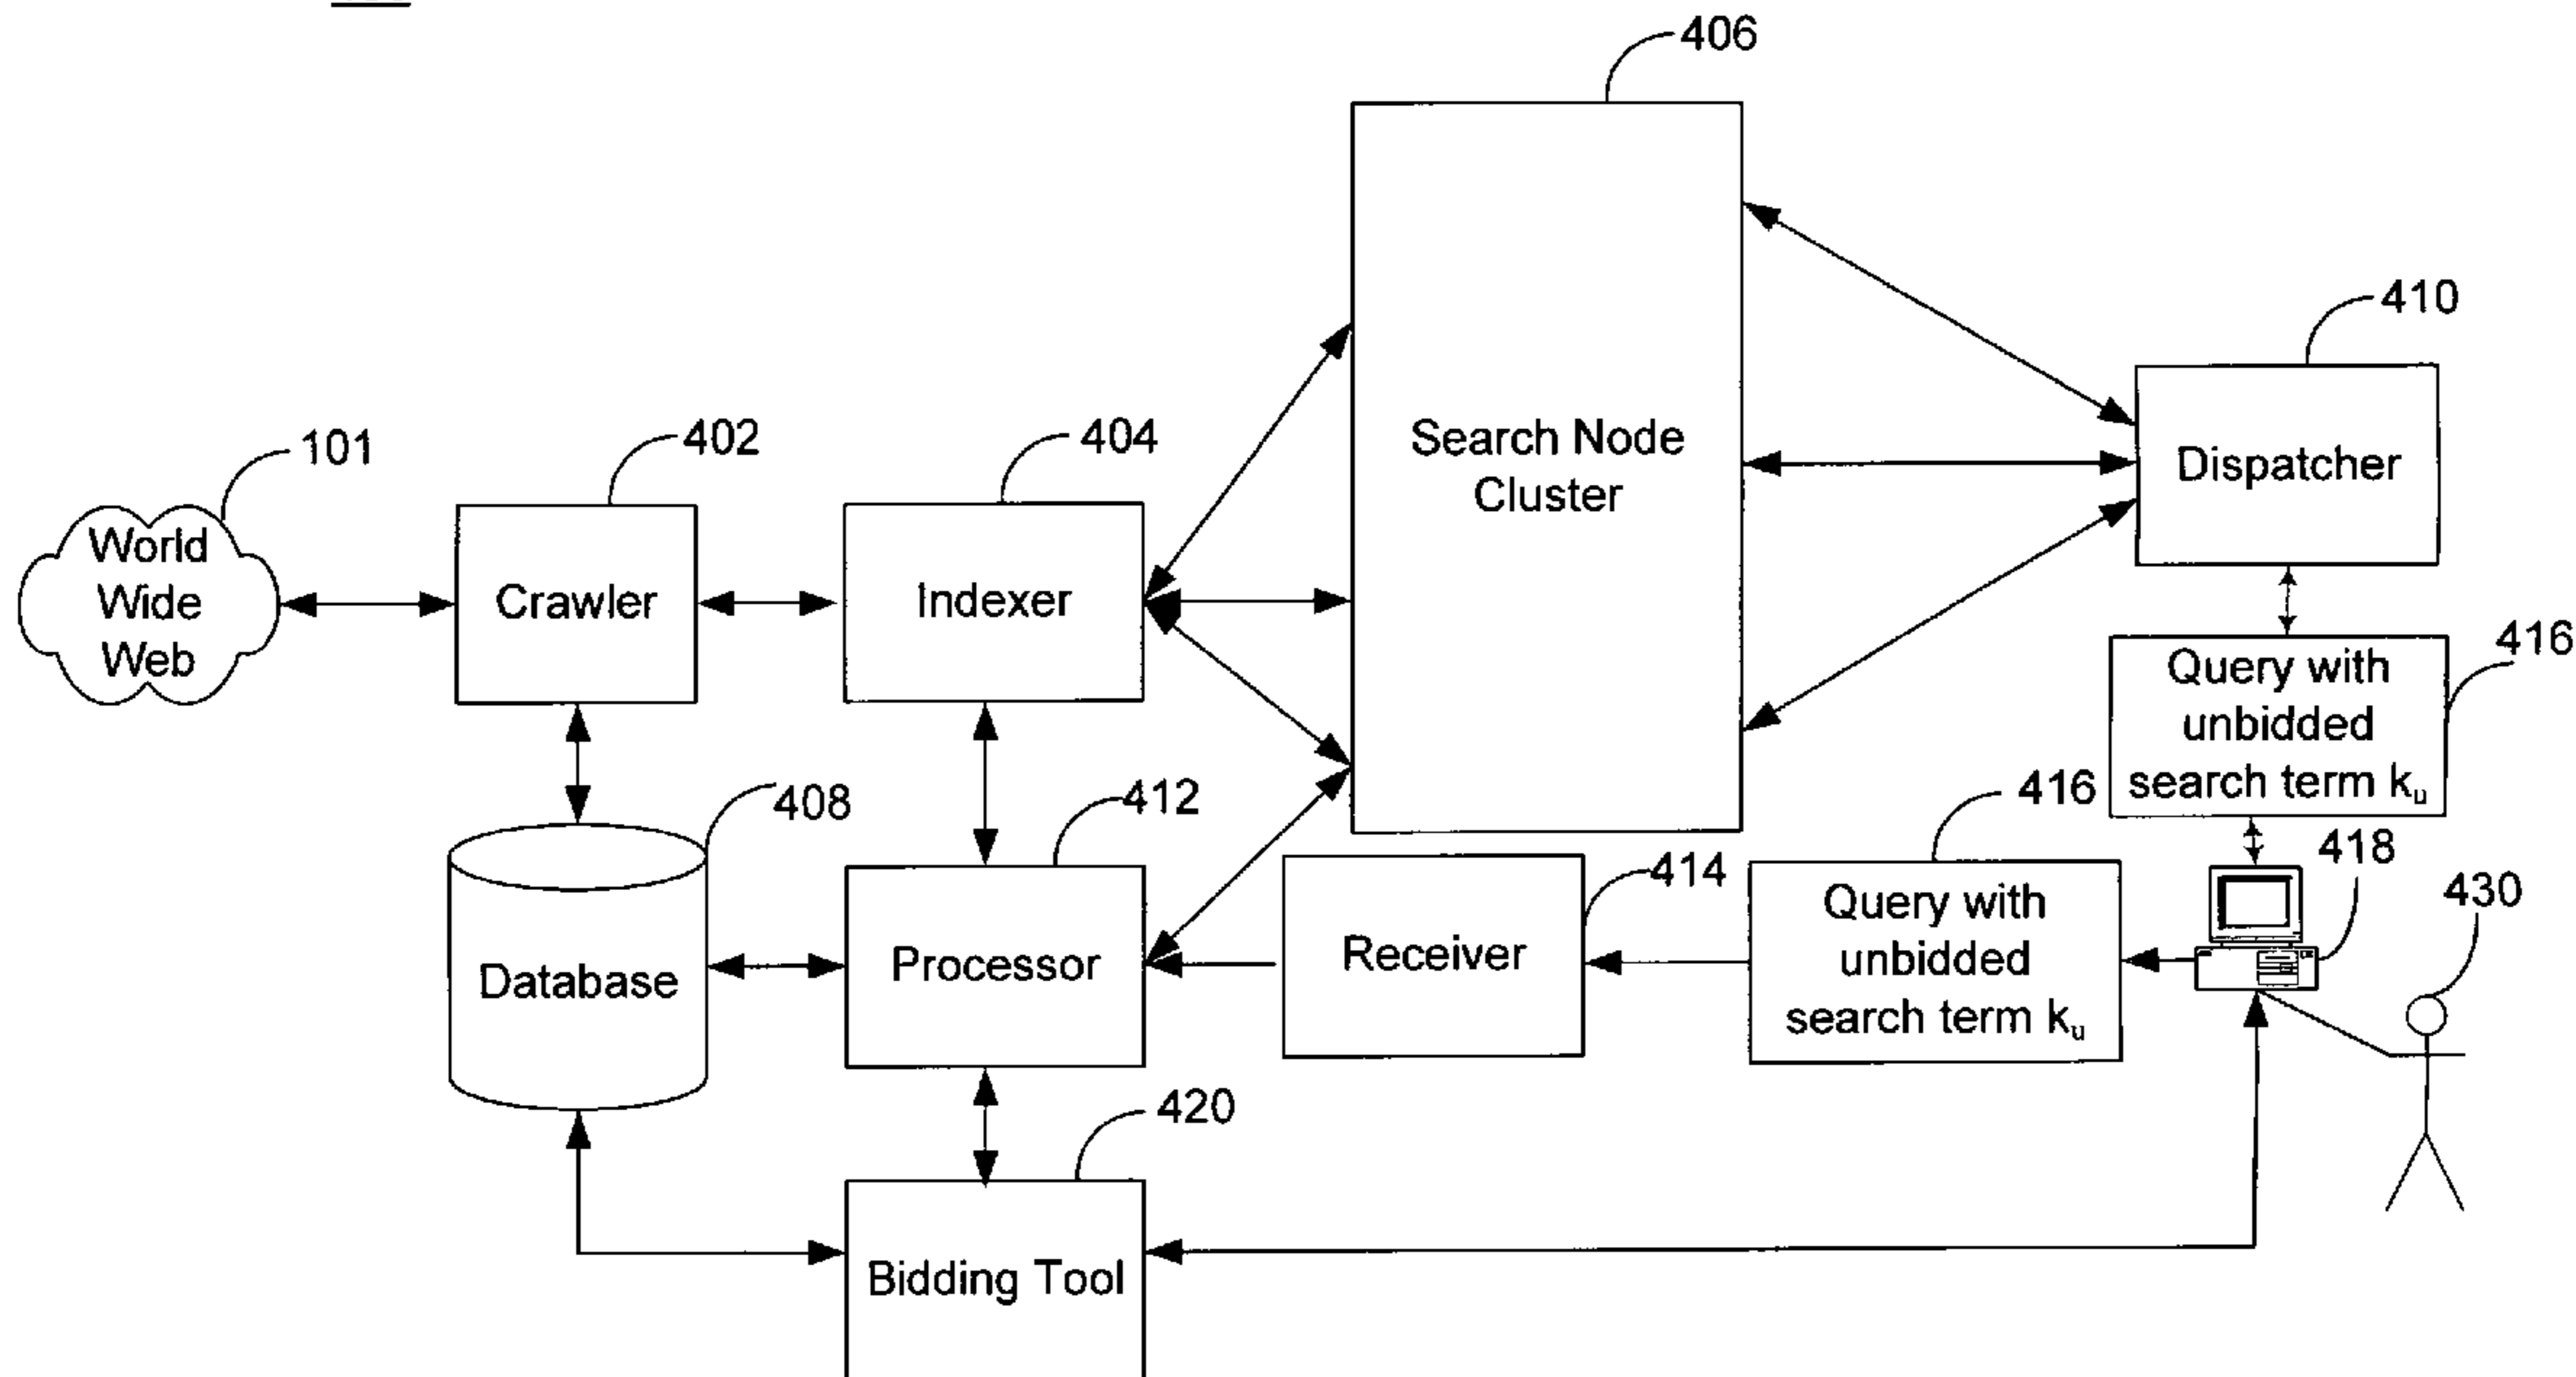 406
410
Search Node
Cluster
Dispatcher
101
402
404
World
Wide
Web
Crawler
Indexer
416
Query with
unbidded
search term kᵤ
408
412
414
416
418
430
Database
Processor
Receiver
Query with
unbidded
search term kᵤ
420
Bidding Tool